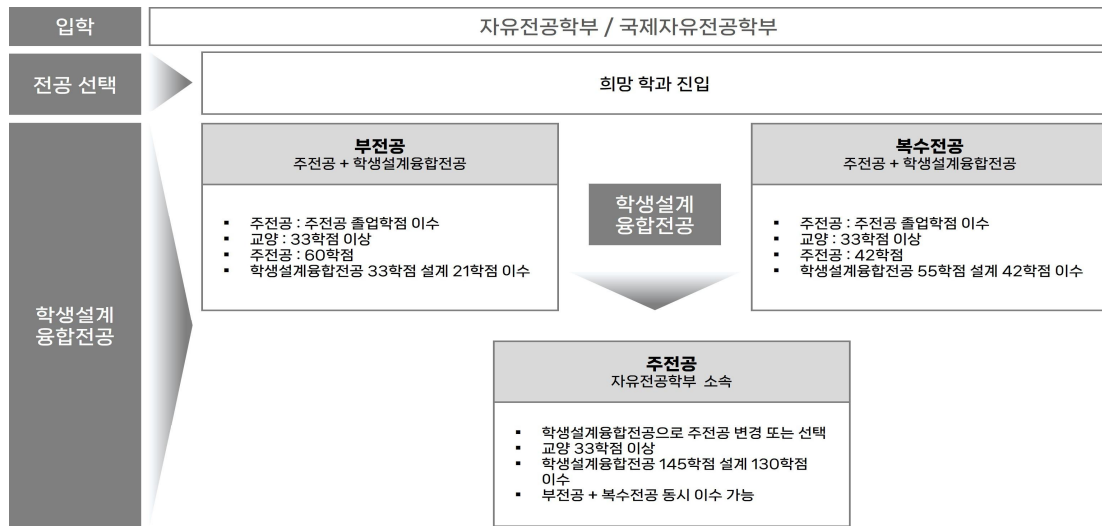 입학
자유전공학부 / 국제자유전공학부
전공 선택
희망 학과 진입
학생설계
융합전공
부전공
주전공 + 학생설계융합전공
▪ 주전공 : 주전공 졸업학점 이수
▪ 교양 : 33학점 이상
▪ 주전공 : 60학점
▪ 학생설계융합전공 33학점 설계 21학점 이수
학생설계
융합전공
복수전공
주전공 + 학생설계융합전공
▪ 주전공 : 주전공 졸업학점 이수
▪ 교양 : 33학점 이상
▪ 주전공 : 42학점
▪ 학생설계융합전공 55학점 설계 42학점 이수
주전공
자유전공학부 소속
▪ 학생설계융합전공으로 주전공 변경 또는 선택
▪ 교양 33학점 이상
▪ 학생설계융합전공 145학점 설계 130학점
이수
▪ 부전공 + 복수전공 동시 이수 가능